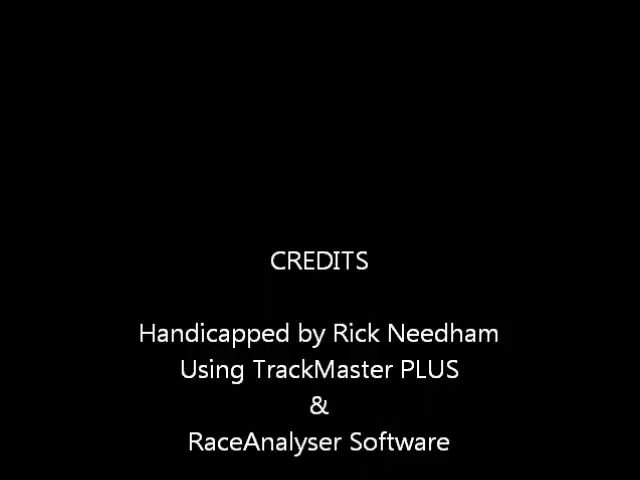 CREDITS
Handicapped by Rick Needham
Using TrackMaster PLUS
&
RaceAnalyser Software